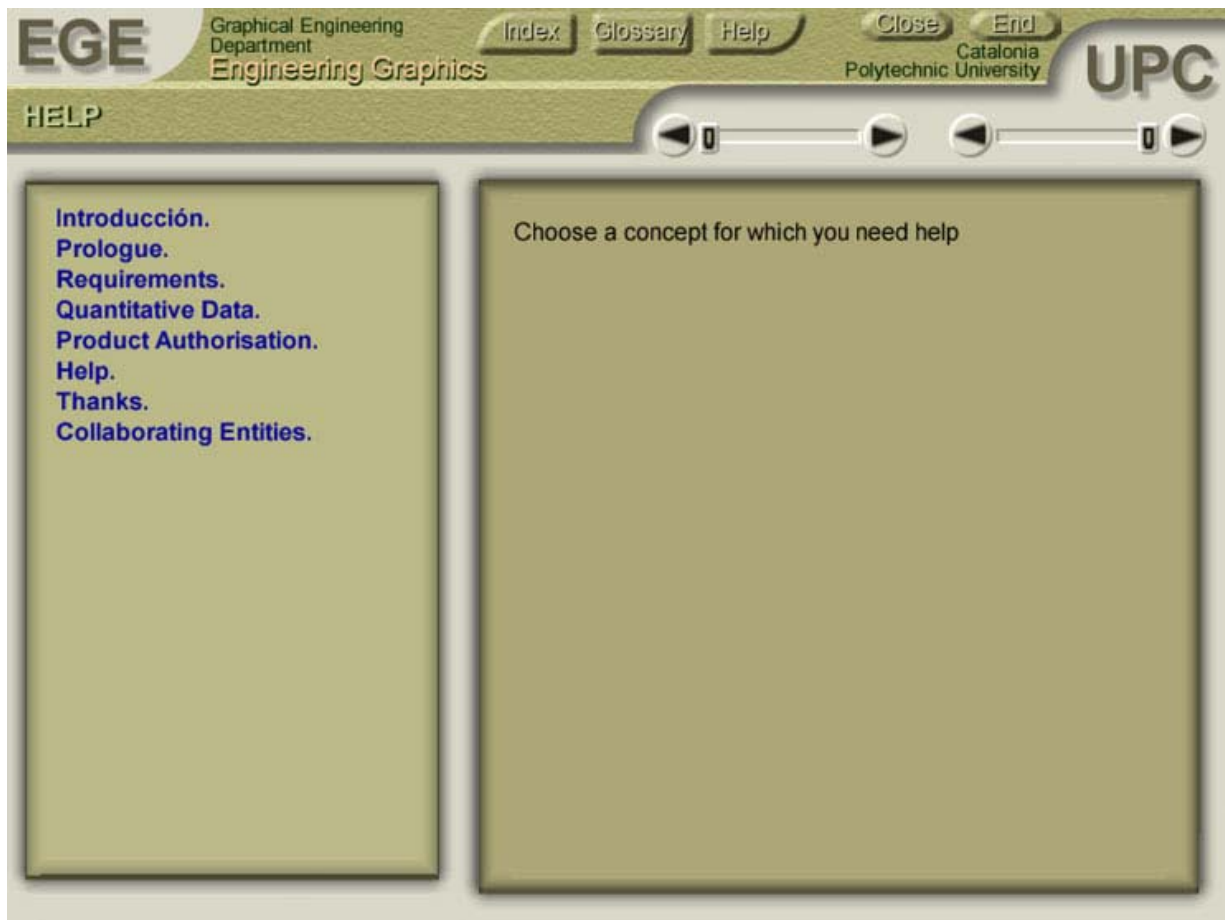 EGE
Graphical Engineering
Department
Engineering Graphics
Index Glossary Help
Close End
Catalonia
Polytechnic University
UPC
HELP
Introducción.
Prologue.
Requirements.
Quantitative Data.
Product Authorisation.
Help.
Thanks.
Collaborating Entities.
Choose a concept for which you need help